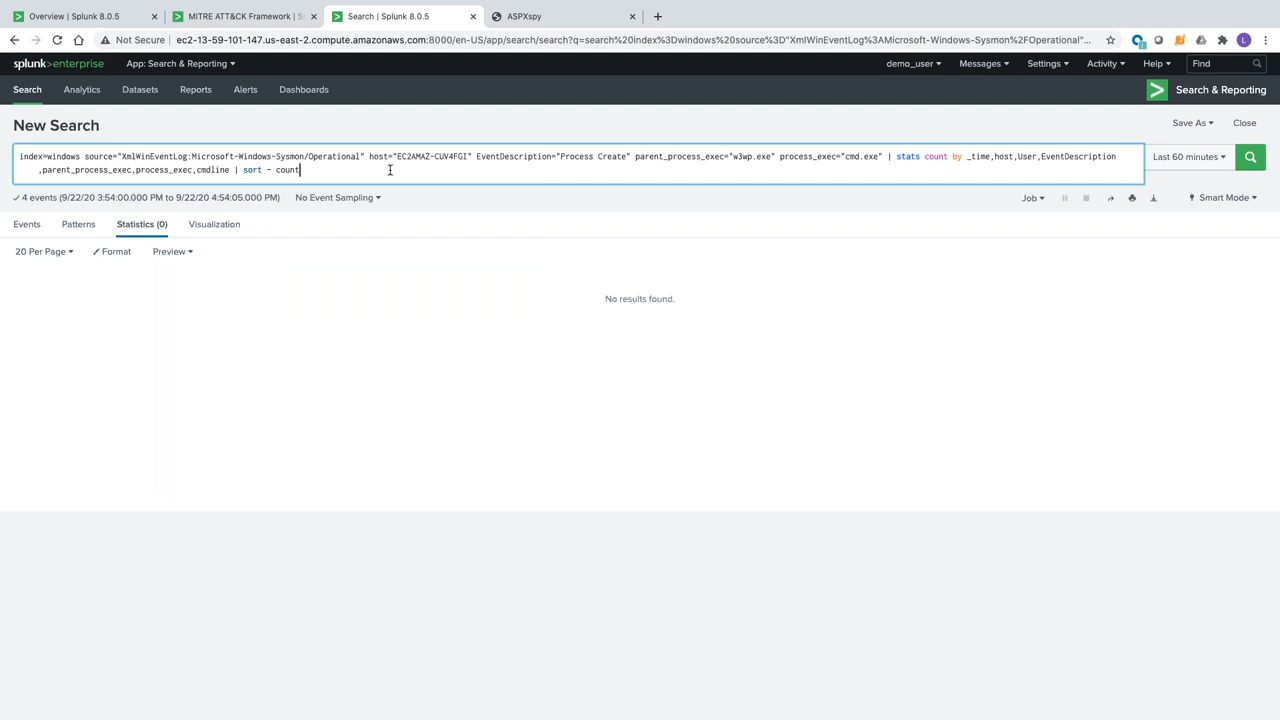 Overview | Splunk 8.0.5
MITRE ATT&CK Framework | S
Search | Splunk 8.0.5
ASPXspy
Not Secure
ec2-13-59-101-147.us-east-2.compute.amazonaws.com:8000/en-US/app/search/search?q=search%20index%3Dwindows%20source%3D"XmlWinEventLog%3AMicrosoft-Windows-Sysmon%2FOperational"...
splunk>enterprise
App: Search & Reporting
demo_user
Messages
Settings
Activity
Help
Find
Search
Analytics
Datasets
Reports
Alerts
Dashboards
Search & Reporting
New Search
Save As
Close
index=windows source="XmlWinEventLog:Microsoft-Windows-Sysmon/Operational" host="EC2AMAZ-CUV4FGI" EventDescription="Process Create" parent_process_exec="w3wp.exe" process_exec="cmd.exe" | stats count by _time,host,User,EventDescription
,parent_process_exec,process_exec,cmdline | sort - count
Last 60 minutes
✓ 4 events (9/22/20 3:54:00.000 PM to 9/22/20 4:54:05.000 PM)
No Event Sampling
Job
Smart Mode
Events
Patterns
Statistics (0)
Visualization
20 Per Page
Format
Preview
No results found.